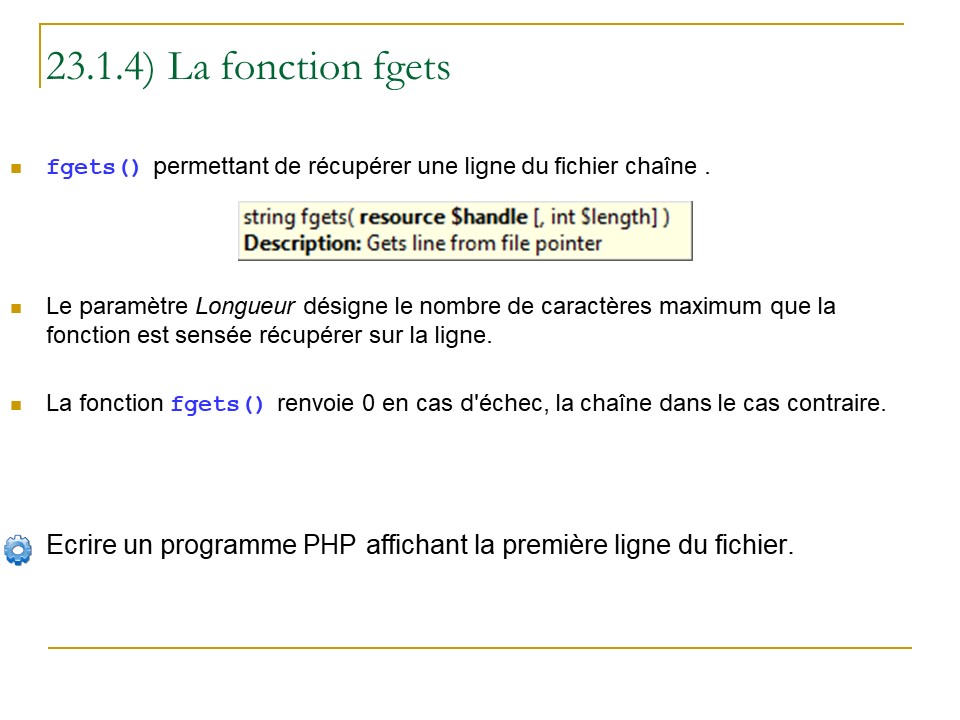 23.1.4) La fonction fgets
fgets() permettant de récupérer une ligne du fichier chaîne .
string fgets( resource $handle [, int $length] )
Description: Gets line from file pointer
Le paramètre Longueur désigne le nombre de caractères maximum que la
fonction est sensée récupérer sur la ligne.
La fonction fgets() renvoie 0 en cas d'échec, la chaîne dans le cas contraire.
Ecrire un programme PHP affichant la première ligne du fichier.